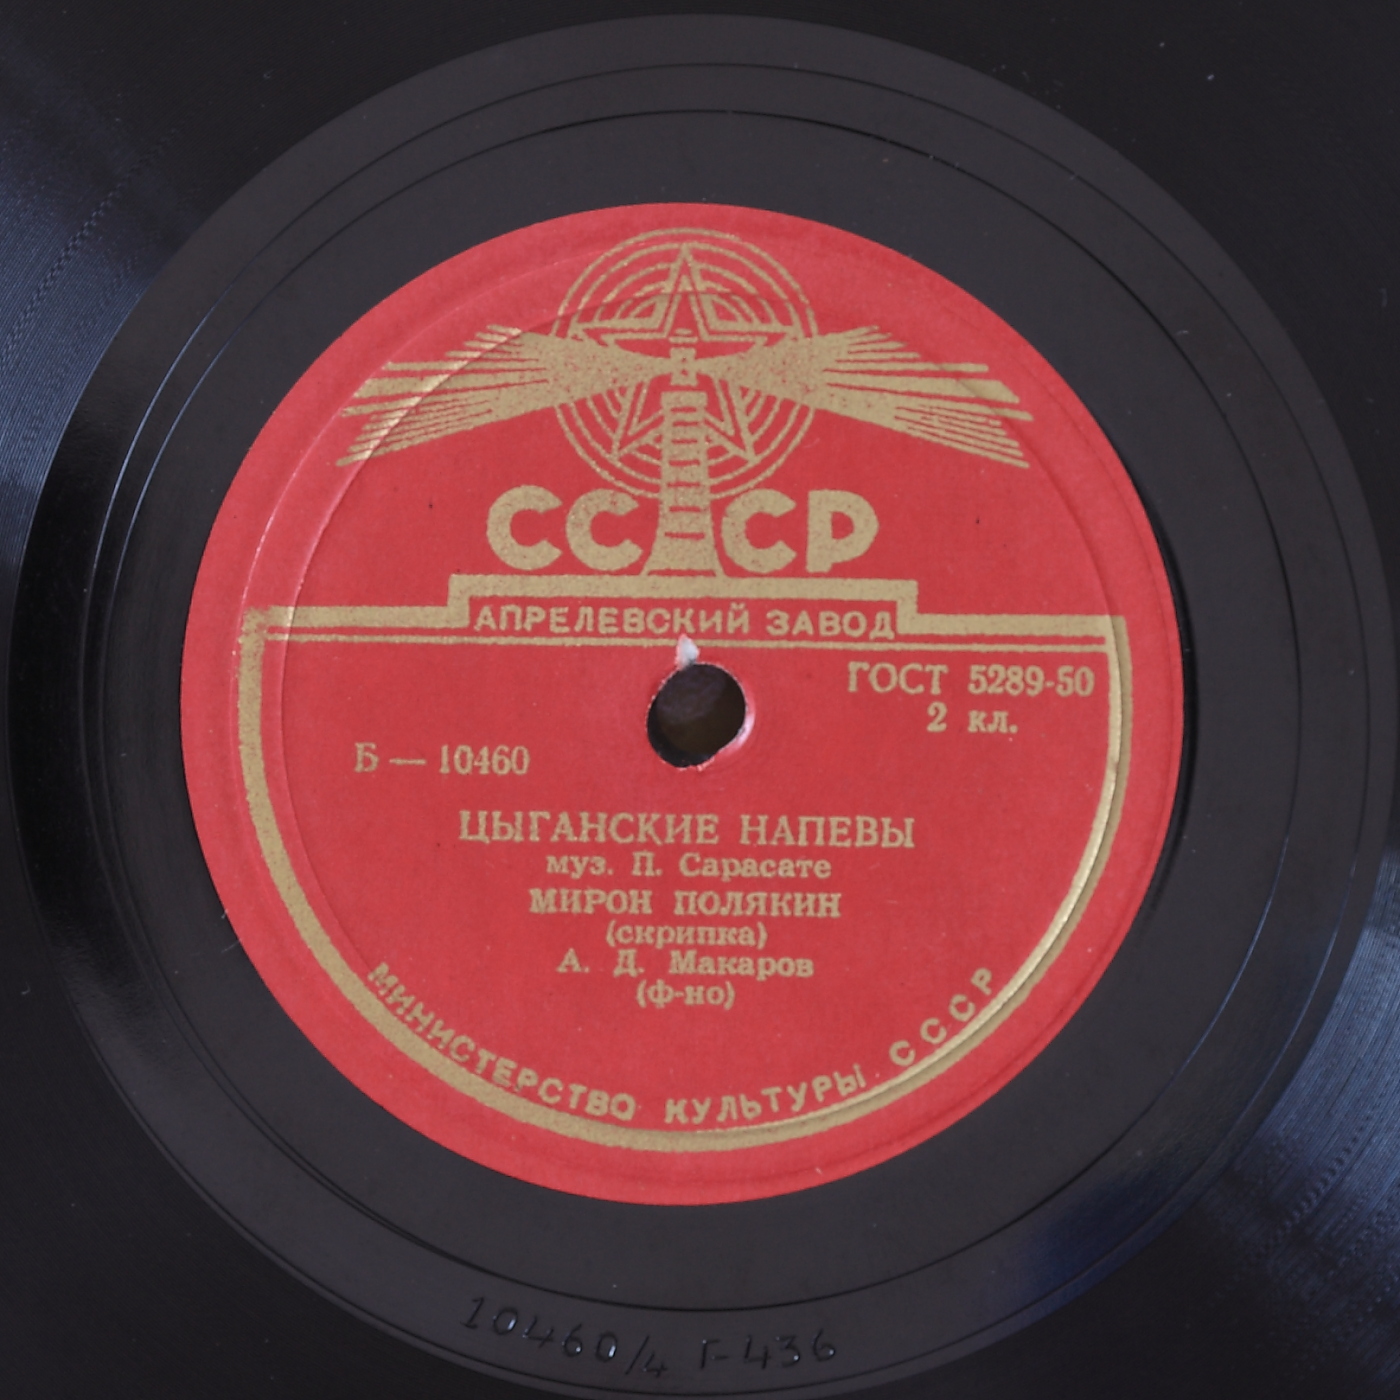 СССР
АПРЕЛЕВСКИЙ ЗАВОД
ГОСТ 5289-50
2 кл.
Б — 10460
ЦЫГАНСКИЕ НАПЕВЫ
муз. П. Сарасате
МИРОН ПОЛЯКИН
(скрипка)
А. Д. Макаров
(ф-но)
МИНИСТЕРСТВО КУЛЬТУРЫ СССР
10460/4 Г-436